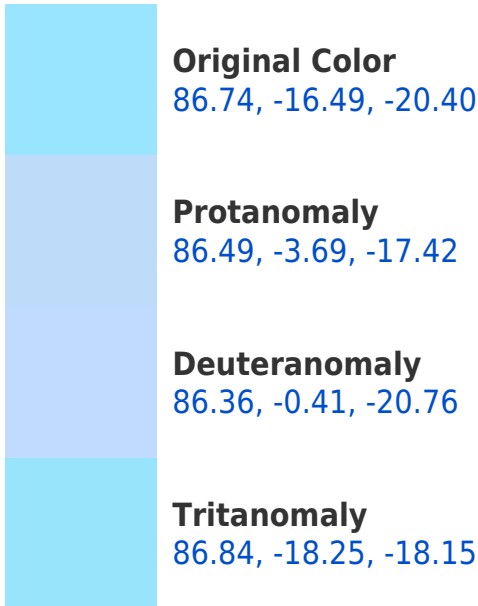 Original Color
86.74, -16.49, -20.40
Protanomaly
86.49, -3.69, -17.42
Deuteranomaly
86.36, -0.41, -20.76
Tritanomaly
86.84, -18.25, -18.15